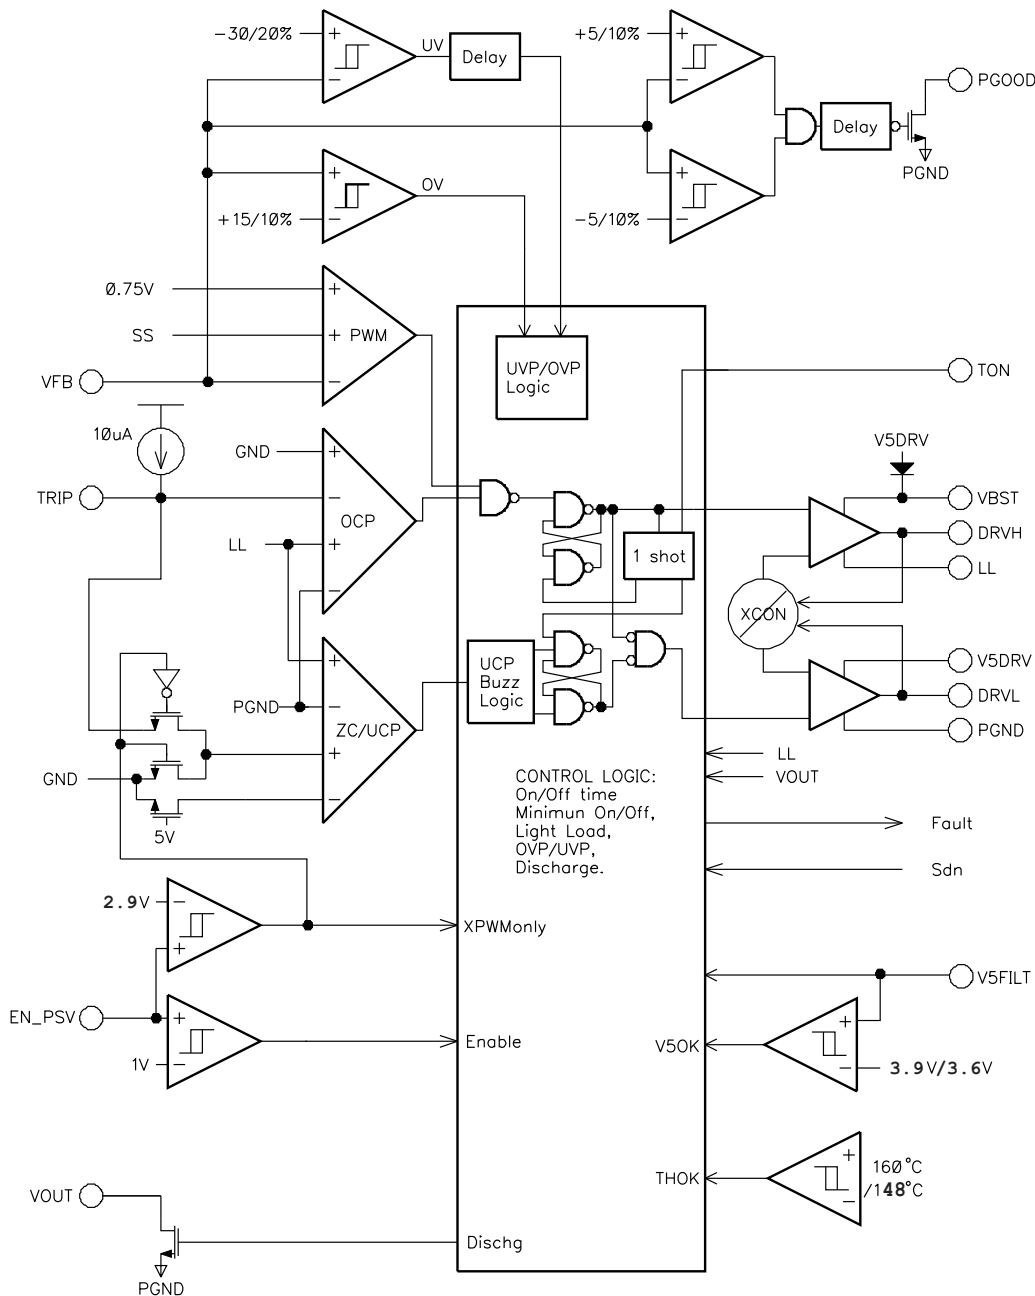 -30/20%
UV
Delay
+5/10%
PGOOD
Delay
PGND
OV
+15/10%
-5/10%
0.75V
SS
PWM
VFB
UVP/OVP
Logic
TON
10uA
GND
V5DRV
TRIP
OCP
VBST
DRVH
LL
1 shot
LL
XCON
UCP
Buzz
Logic
V5DRV
PGND
ZC/UCP
DRVL
PGND
GND
5V
LL
VOUT
CONTROL LOGIC:
On/Off time
Minimun On/Off,
Light Load,
OVP/UVP,
Discharge.
Fault
Sdn
2.9V
XPWMonly
V5FILT
EN_PSV
1V
Enable
V5OK
3.9V/3.6V
THOK
160°C
/148°C
VOUT
Dischg
PGND